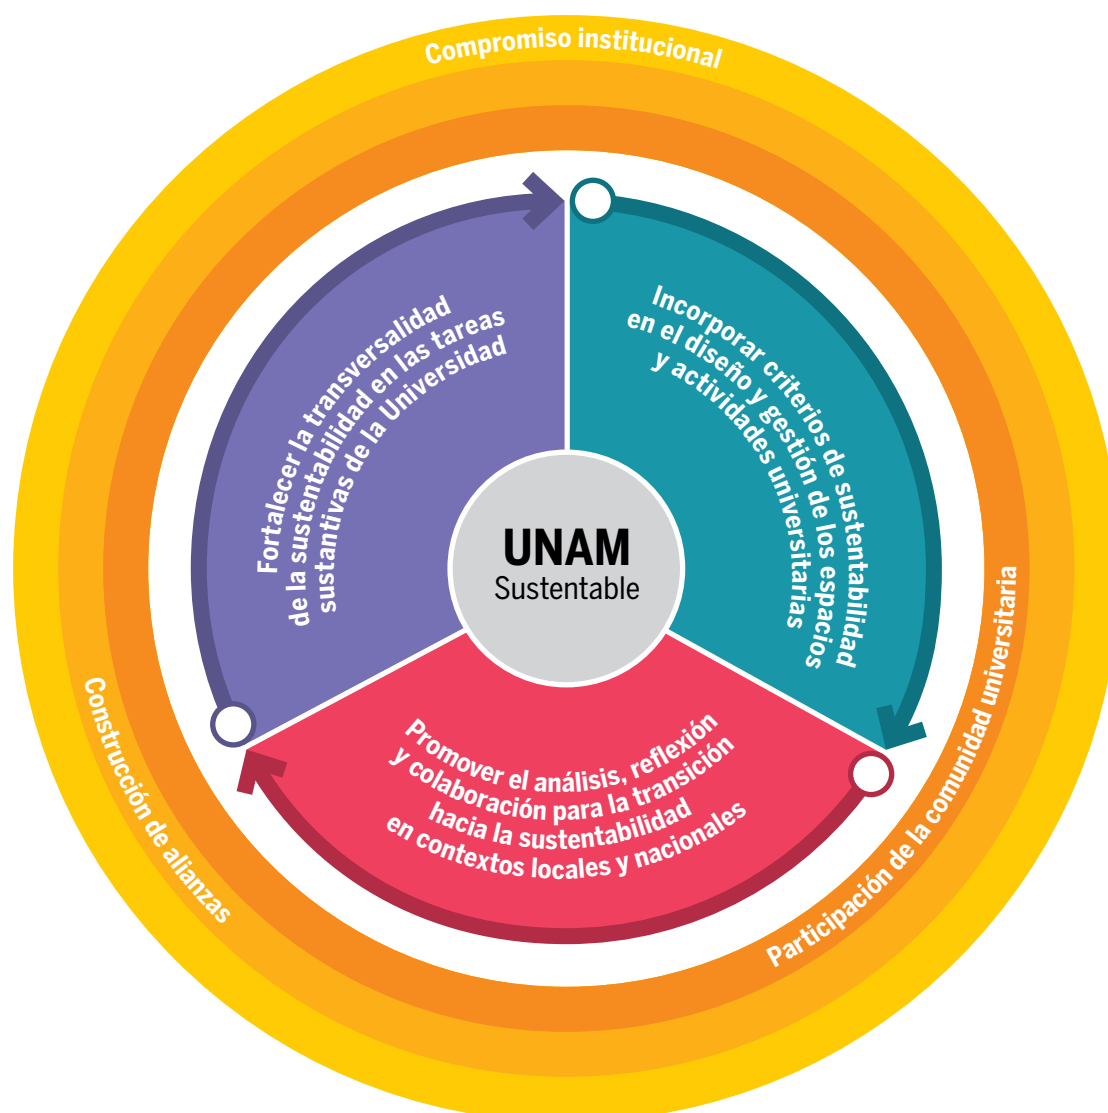 Compromiso institucional
Fortalecer la transversalidad
de la sustentabilidad en las tareas
sustantivas de la Universidad
Incorporar criterios de sustentabilidad
en el diseño y gestión de los espacios
y actividades universitarias
UNAM
Sustentable
Promover el análisis, reflexión
y colaboración para la transición
hacia la sustentabilidad
en contextos locales y nacionales
Construcción de alianzas
Participación de la comunidad universitaria